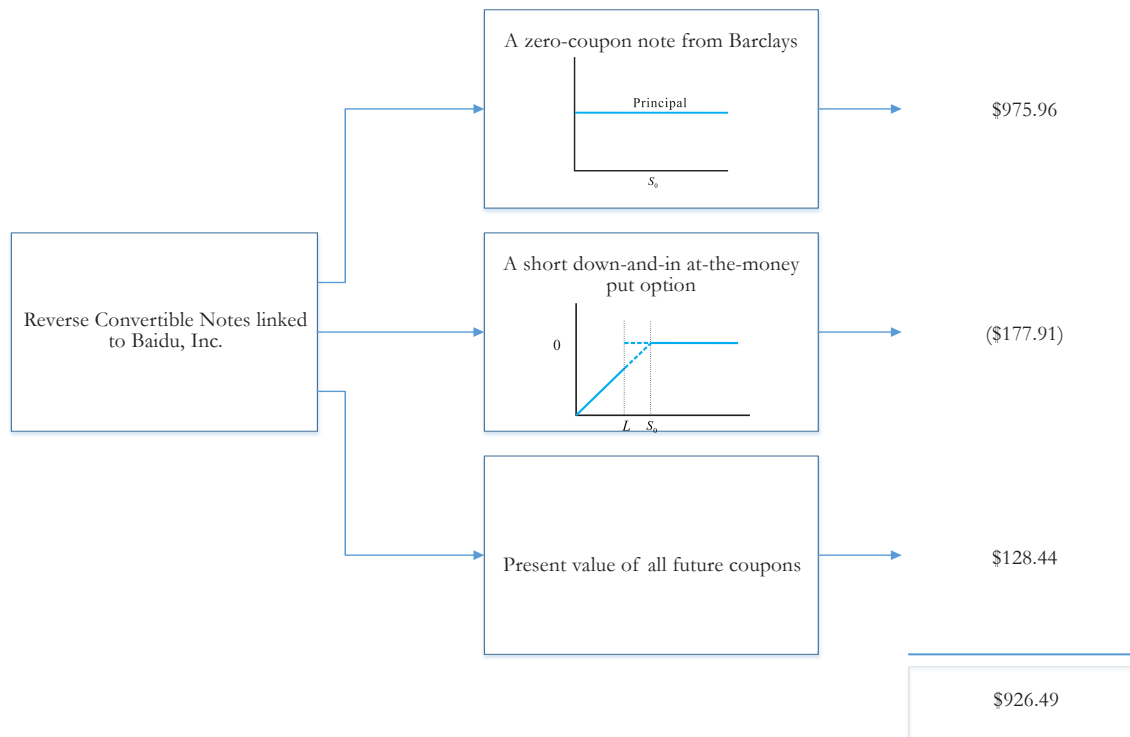 A zero-coupon note from Barclays
Principal
S₀
$975.96
Reverse Convertible Notes linked
to Baidu, Inc.
A short down-and-in at-the-money
put option
0
L S₀
($177.91)
Present value of all future coupons
$128.44
$926.49